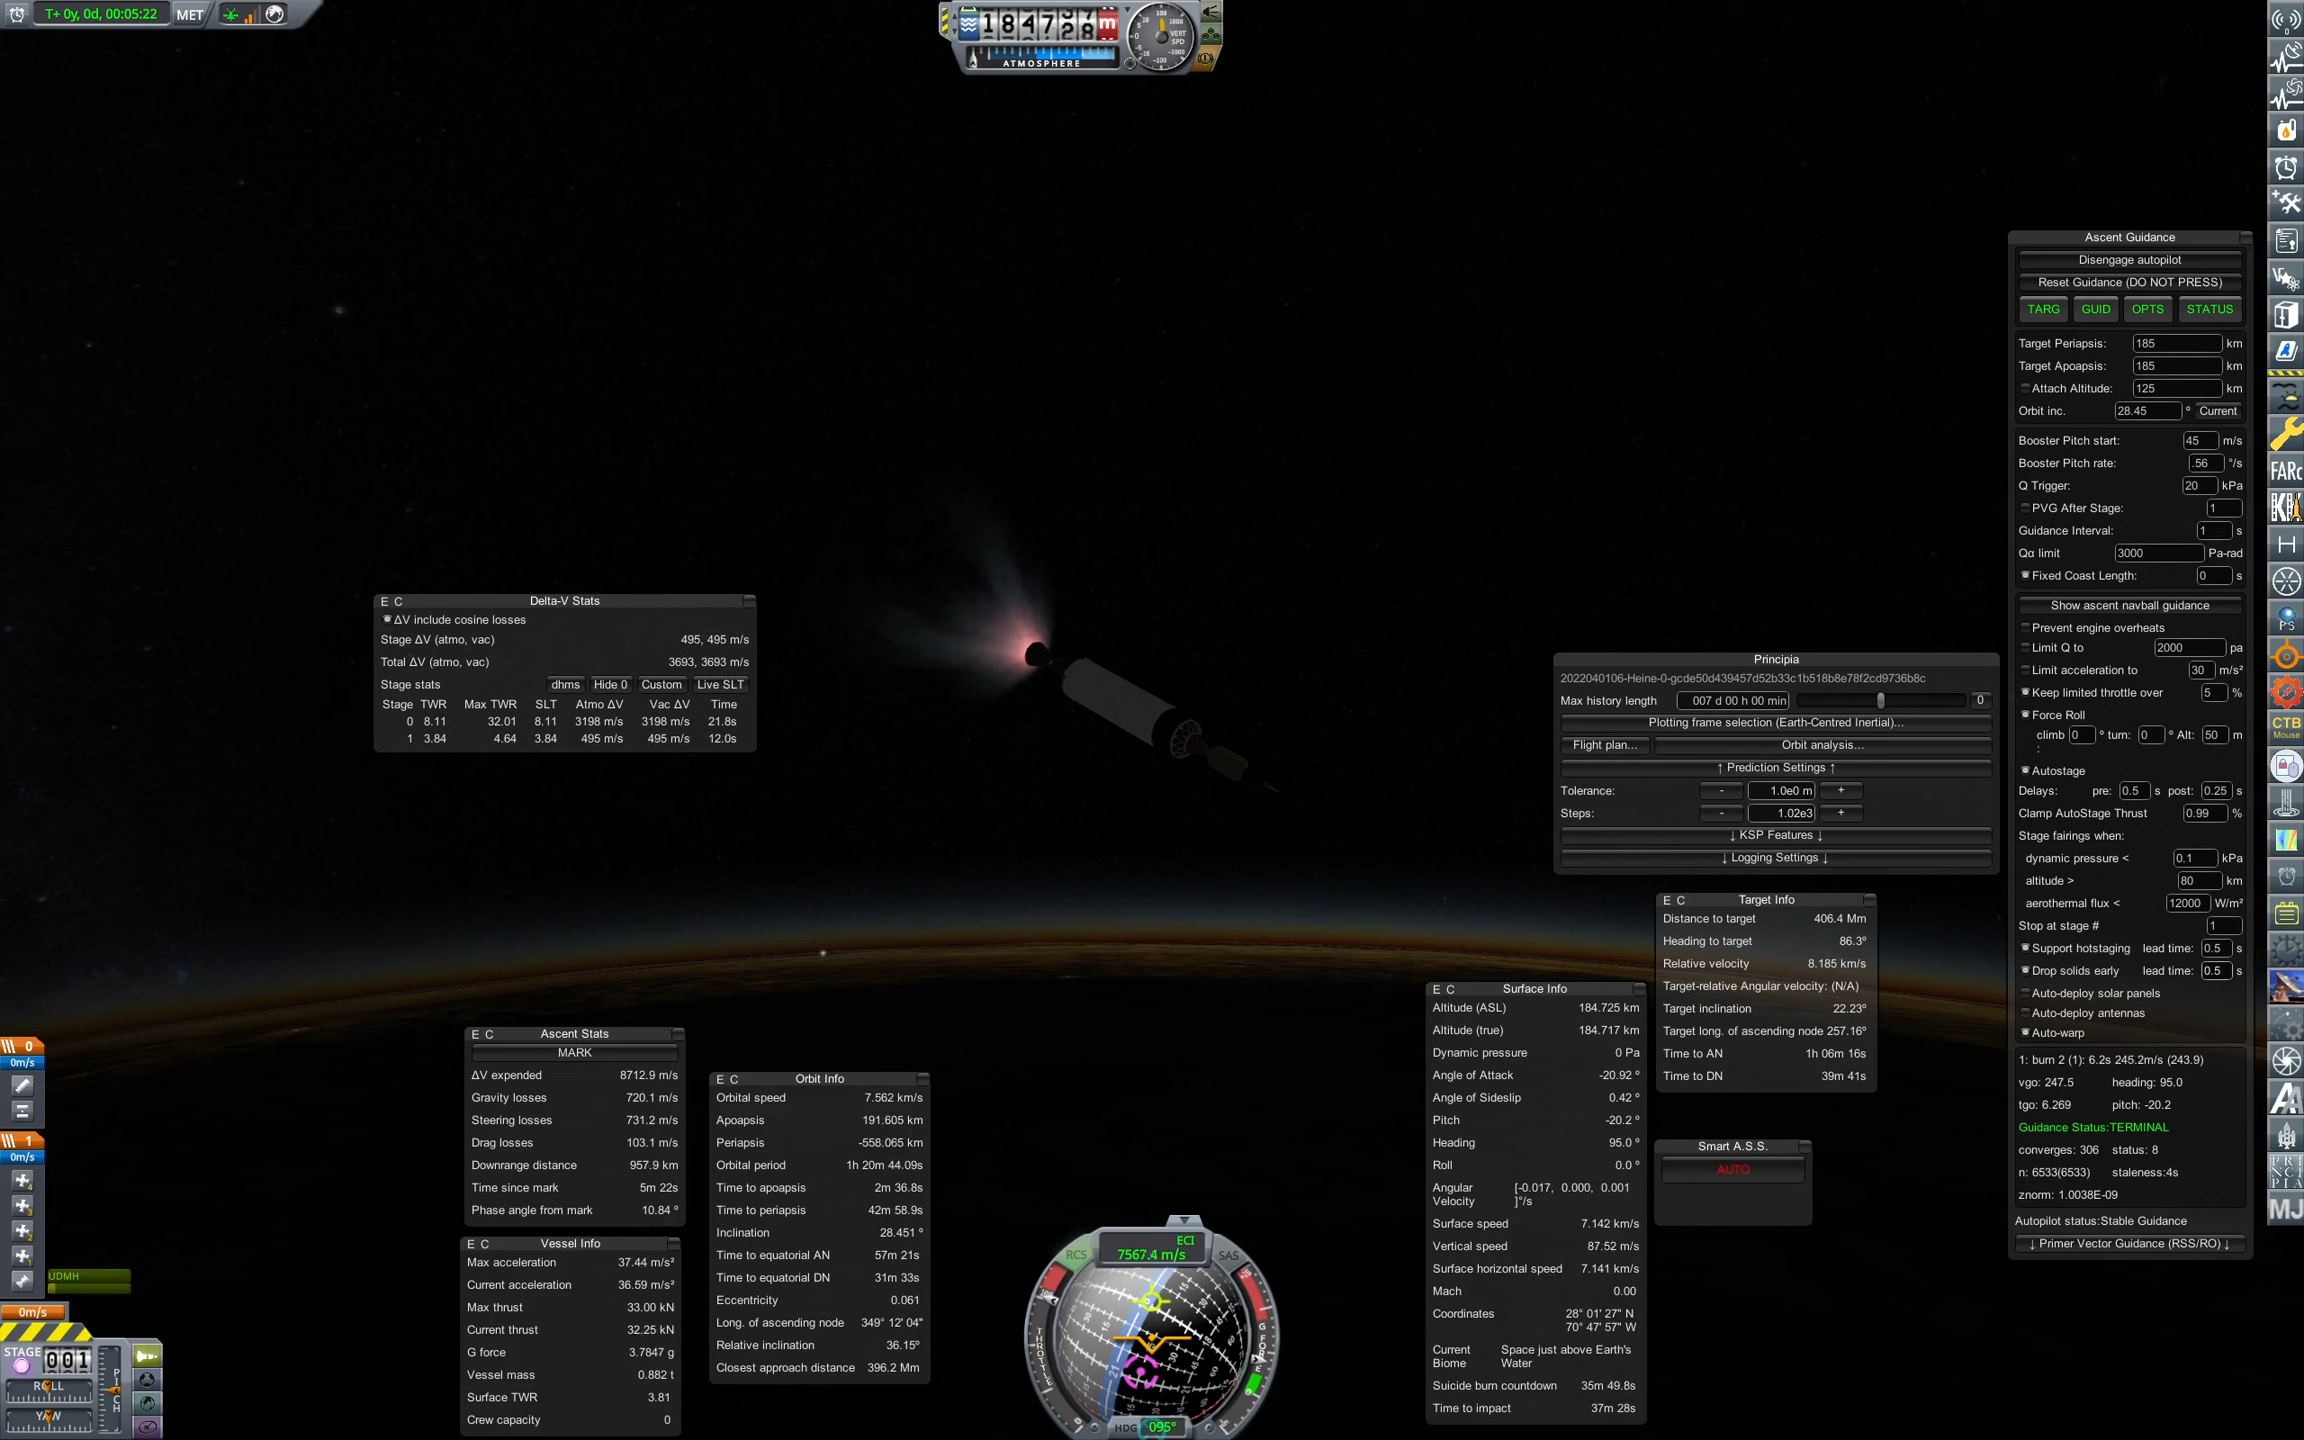 T+ 0y, 0d, 00:05:22 MET
ATMOSPHERE
VERT SPD
Ascent Guidance
Disengage autopilot
Reset Guidance (DO NOT PRESS)
TARG GUID OPTS STATUS
Target Periapsis: 185 km
Target Apoapsis: 185 km
Attach Altitude: 125 km
Orbit inc. 28.45 º Current
Booster Pitch start: 45 m/s
Booster Pitch rate: .56 °/s
Q Trigger: 20 kPa
PVG After Stage: 1
Guidance Interval: 1 s
Qα limit 3000 Pa-rad
Fixed Coast Length: 0 s
Show ascent navball guidance
Prevent engine overheats
Limit Q to 2000 pa
Limit acceleration to 30 m/s²
Keep limited throttle over 5 %
Force Roll
climb 0 º turn: 0 º Alt: 50 m
:
Autostage
Delays: pre: 0.5 s post: 0.25 s
Clamp AutoStage Thrust 0.99 %
Stage fairings when:
dynamic pressure < 0.1 kPa
altitude > 80 km
aerothermal flux < 12000 W/m²
Stop at stage # 1
Support hotstaging lead time: 0.5 s
Drop solids early lead time: 0.5 s
Auto-deploy solar panels
Auto-deploy antennas
Auto-warp
1: burn 2 (1): 6.2s 245.2m/s (243.9)
vgo: 247.5 heading: 95.0
tgo: 6.269 pitch: -20.2
Guidance Status:TERMINAL
converges: 306 status: 8
n: 6533(6533) staleness:4s
znorm: 1.0038E-09
Autopilot status:Stable Guidance
↓ Primer Vector Guidance (RSS/RO) ↓
E C Delta-V Stats
ΔV include cosine losses
Stage ΔV (atmo, vac) 495, 495 m/s
Total ΔV (atmo, vac) 3693, 3693 m/s
Stage stats dhms Hide 0 Custom Live SLT
Stage TWR Max TWR SLT Atmo ΔV Vac ΔV Time
0 8.11 32.01 8.11 3198 m/s 3198 m/s 21.8s
1 3.84 4.64 3.84 495 m/s 495 m/s 12.0s
Principia
2022040106-Heine-0-gcde50d439457d52b33c1b518b8e78f2cd9736b8c
Max history length 007 d 00 h 00 min 0
Plotting frame selection (Earth-Centred Inertial)...
Flight plan... Orbit analysis...
↑ Prediction Settings ↑
Tolerance: - 1.0e0 m +
Steps: - 1.02e3 +
↓ KSP Features ↓
↓ Logging Settings ↓
E C Target Info
Distance to target 406.4 Mm
Heading to target 86.3º
Relative velocity 8.185 km/s
Target-relative Angular velocity: (N/A)
Target inclination 22.23º
Target long. of ascending node 257.16º
Time to AN 1h 06m 16s
Time to DN 39m 41s
E C Surface Info
Altitude (ASL) 184.725 km
Altitude (true) 184.717 km
Dynamic pressure 0 Pa
Angle of Attack -20.92 º
Angle of Sideslip 0.42 º
Pitch -20.2 º
Heading 95.0 º
Roll 0.0 º
Angular Velocity [-0.017, 0.000, 0.001 ]°/s
Surface speed 7.142 km/s
Vertical speed 87.52 m/s
Surface horizontal speed 7.141 km/s
Mach 0.00
Coordinates 28° 01' 27" N
70° 47' 57" W
Current Biome Space just above Earth's Water
Suicide burn countdown 35m 49.8s
Time to impact 37m 28s
Smart A.S.S.
AUTO
E C Ascent Stats
MARK
ΔV expended 8712.9 m/s
Gravity losses 720.1 m/s
Steering losses 731.2 m/s
Drag losses 103.1 m/s
Downrange distance 957.9 km
Time since mark 5m 22s
Phase angle from mark 10.84 º
E C Vessel Info
Max acceleration 37.44 m/s²
Current acceleration 36.59 m/s²
Max thrust 33.00 kN
Current thrust 32.25 kN
G force 3.7847 g
Vessel mass 0.882 t
Surface TWR 3.81
Crew capacity 0
E C Orbit Info
Orbital speed 7.562 km/s
Apoapsis 191.605 km
Periapsis -558.065 km
Orbital period 1h 20m 44.09s
Time to apoapsis 2m 36.8s
Time to periapsis 42m 58.9s
Inclination 28.451 º
Time to equatorial AN 57m 21s
Time to equatorial DN 31m 33s
Eccentricity 0.061
Long. of ascending node 349° 12' 04"
Relative inclination 36.15º
Closest approach distance 396.2 Mm
RCS ECI SAS
7567.4 m/s
THROTTLE
G FORCE
HDG 095°
0
0m/s
1
0m/s
UDMH
0m/s
STAGE 001
ROLL
YAW
PITCH
FARc
CTB
Mouse
PS
PRINCIPIA
MJ